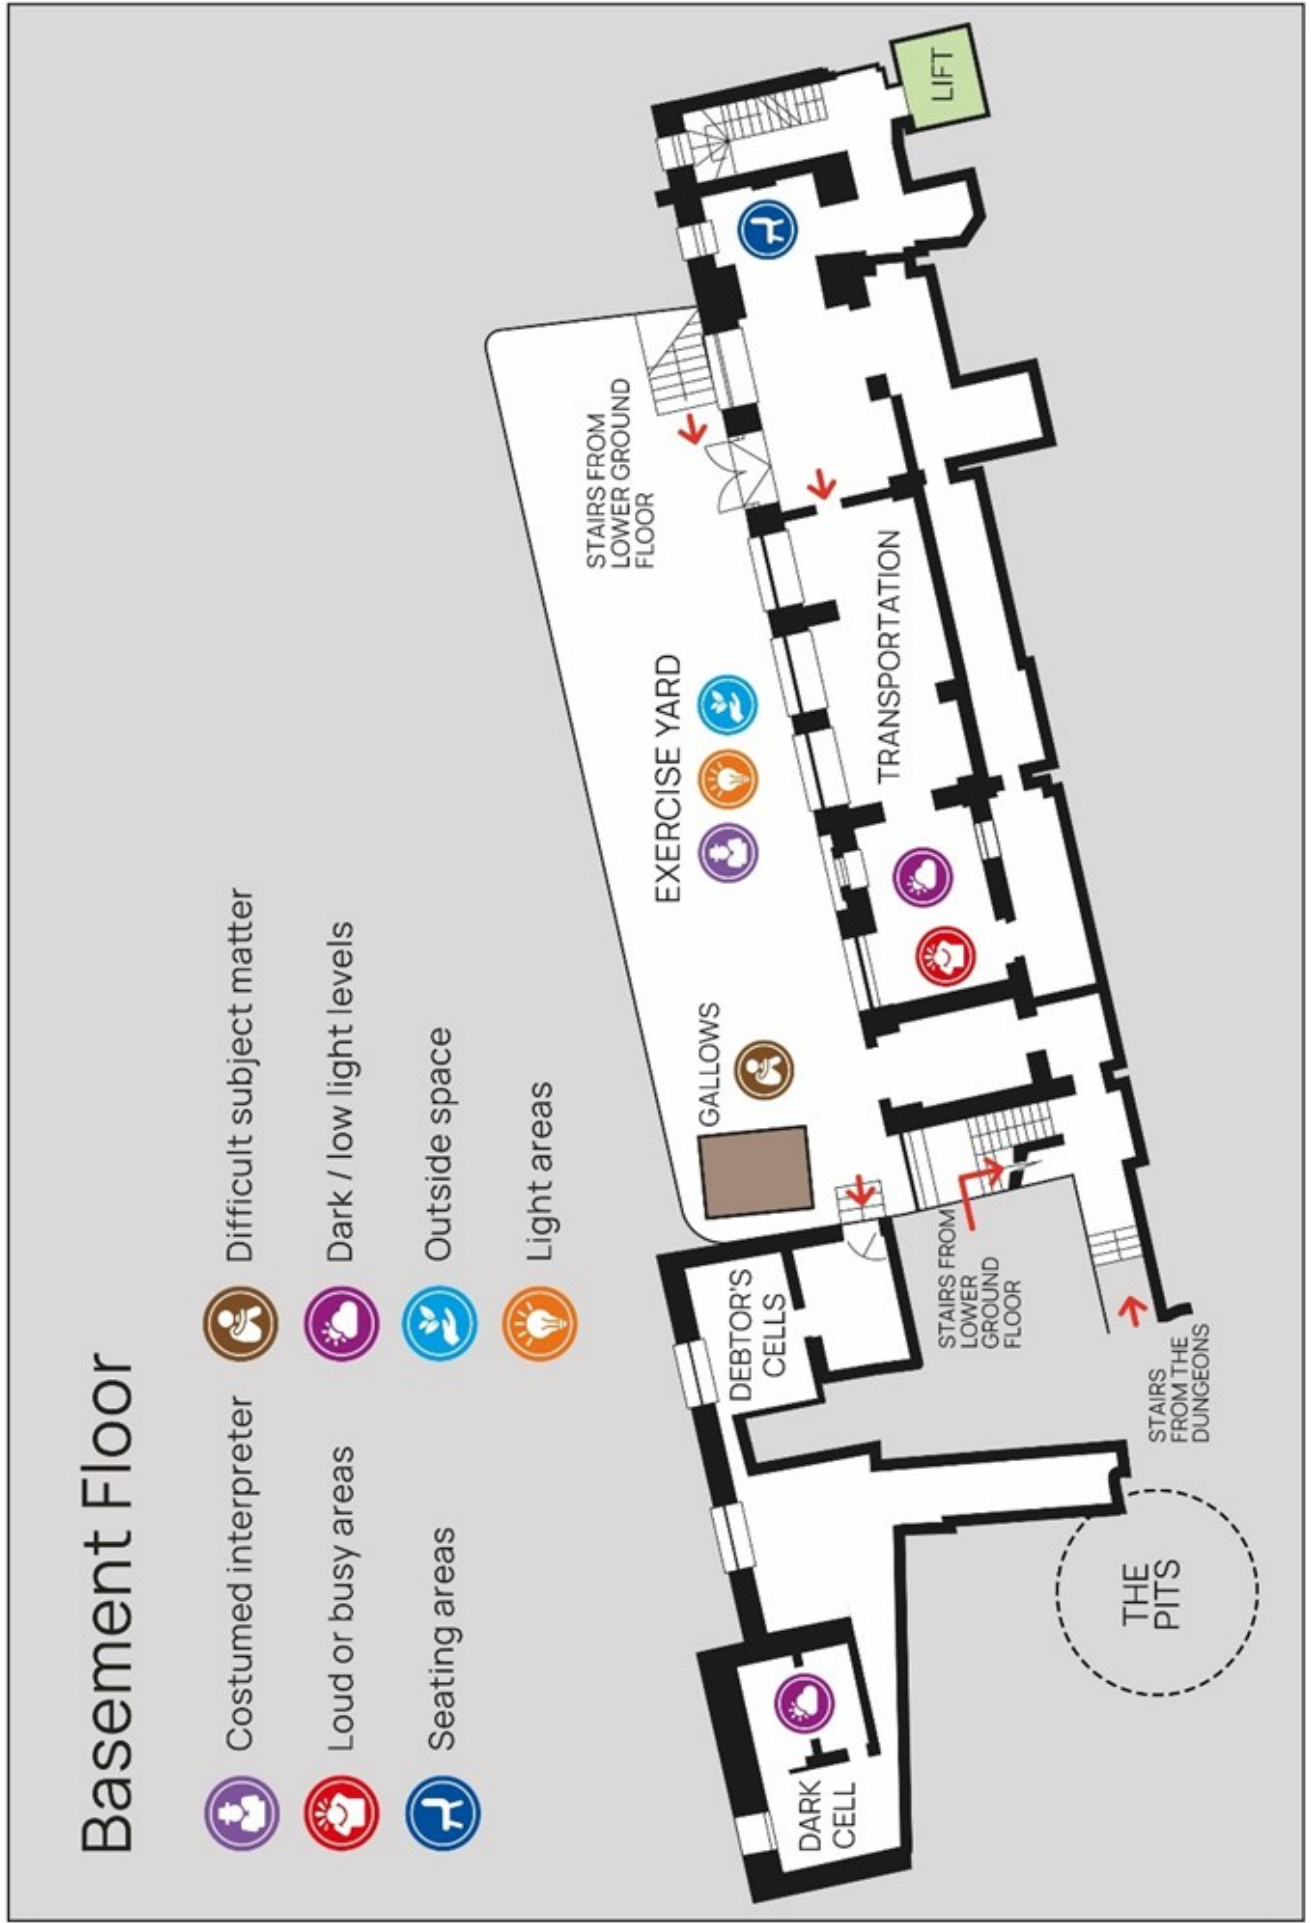 Basement Floor
Costumed interpreter
Difficult subject matter
Loud or busy areas
Dark / low light levels
Seating areas
Outside space
Light areas
DARK
CELL
THE
PITS
DEBTOR'S
CELLS
GALLOWS
EXERCISE YARD
STAIRS FROM
LOWER GROUND
FLOOR
STAIRS FROM
LOWER
GROUND
FLOOR
STAIRS
FROM THE
DUNGEONS
TRANSPORTATION
LIFT